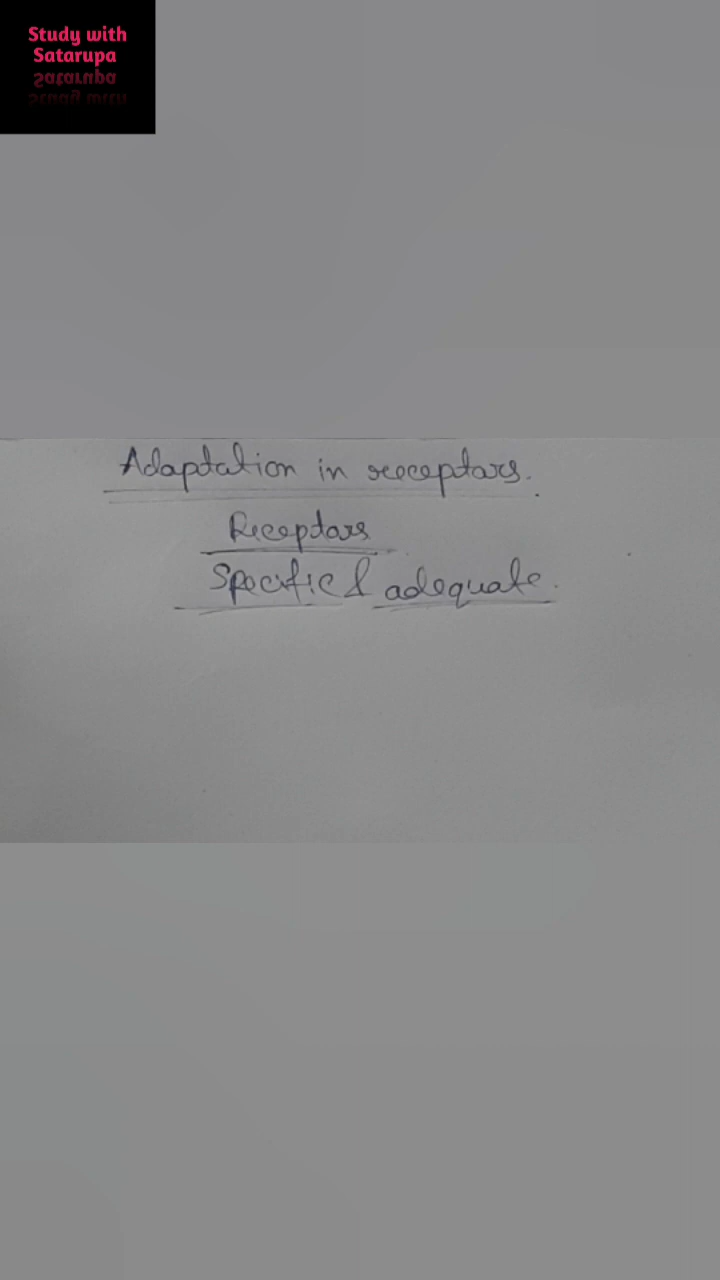 Study with
Satarupa
Adaptation in receptors.
Receptors
Specific & adequate.